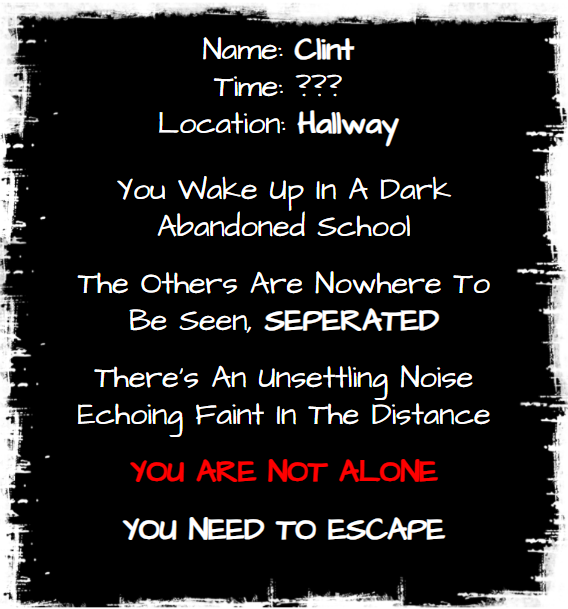 Name: Clint
Time: ???
Location: Hallway
You Wake Up In A Dark
Abandoned School
The Others Are Nowhere To
Be Seen, SEPERATED
There's An Unsettling Noise
Echoing Faint In The Distance
YOU ARE NOT ALONE
YOU NEED TO ESCAPE